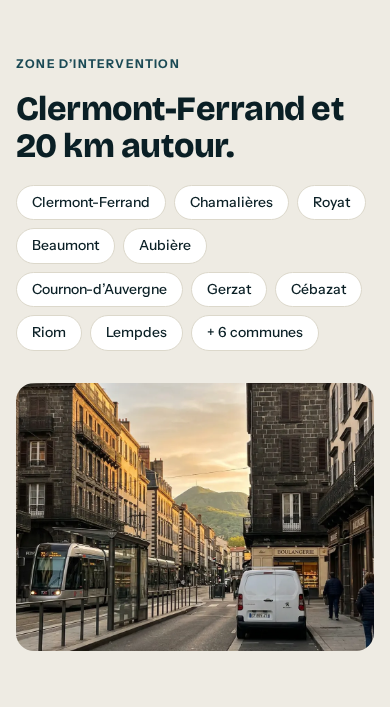 ZONE D'INTERVENTION
Clermont-Ferrand et
20 km autour.
Clermont-Ferrand
Chamalières
Royat
Beaumont
Aubière
Cournon-d'Auvergne
Gerzat
Cébazat
Riom
Lempdes
+ 6 communes
BOULANGERIE